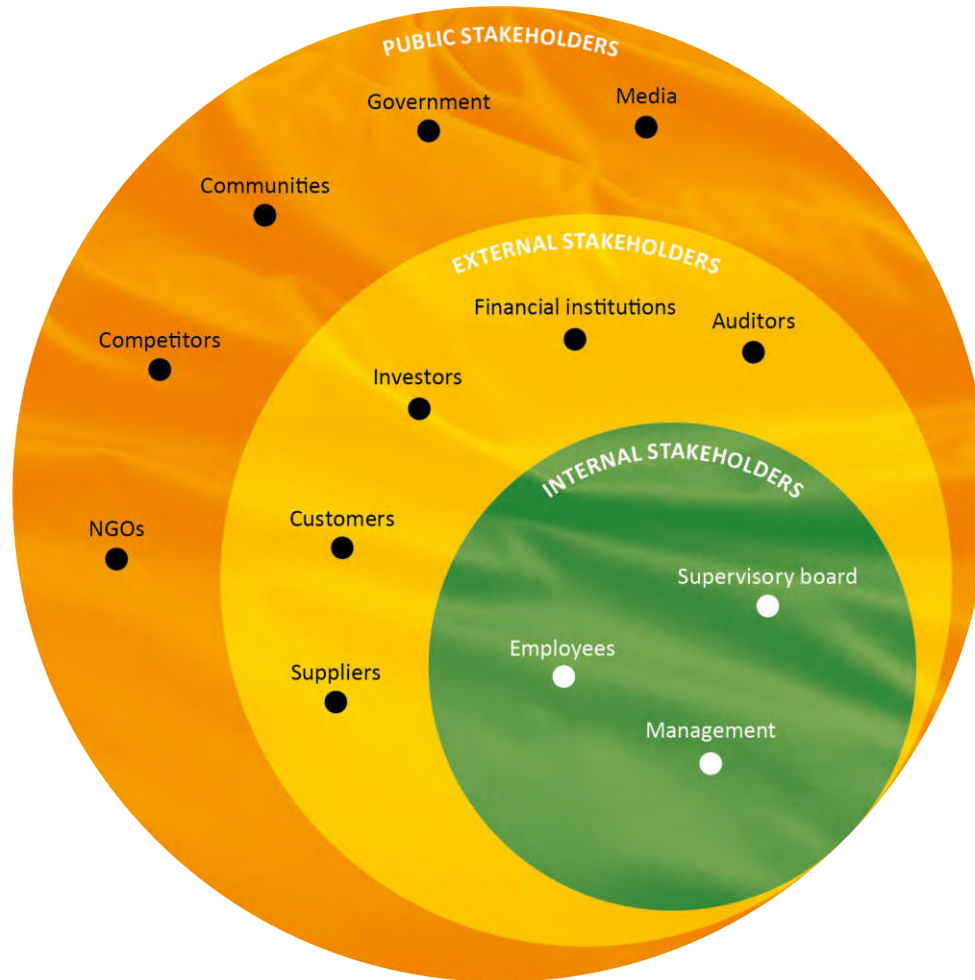 PUBLIC STAKEHOLDERS
Government
Media
Communities
Competitors
NGOs
EXTERNAL STAKEHOLDERS
Financial institutions
Auditors
Investors
Customers
Suppliers
INTERNAL STAKEHOLDERS
Supervisory board
Employees
Management